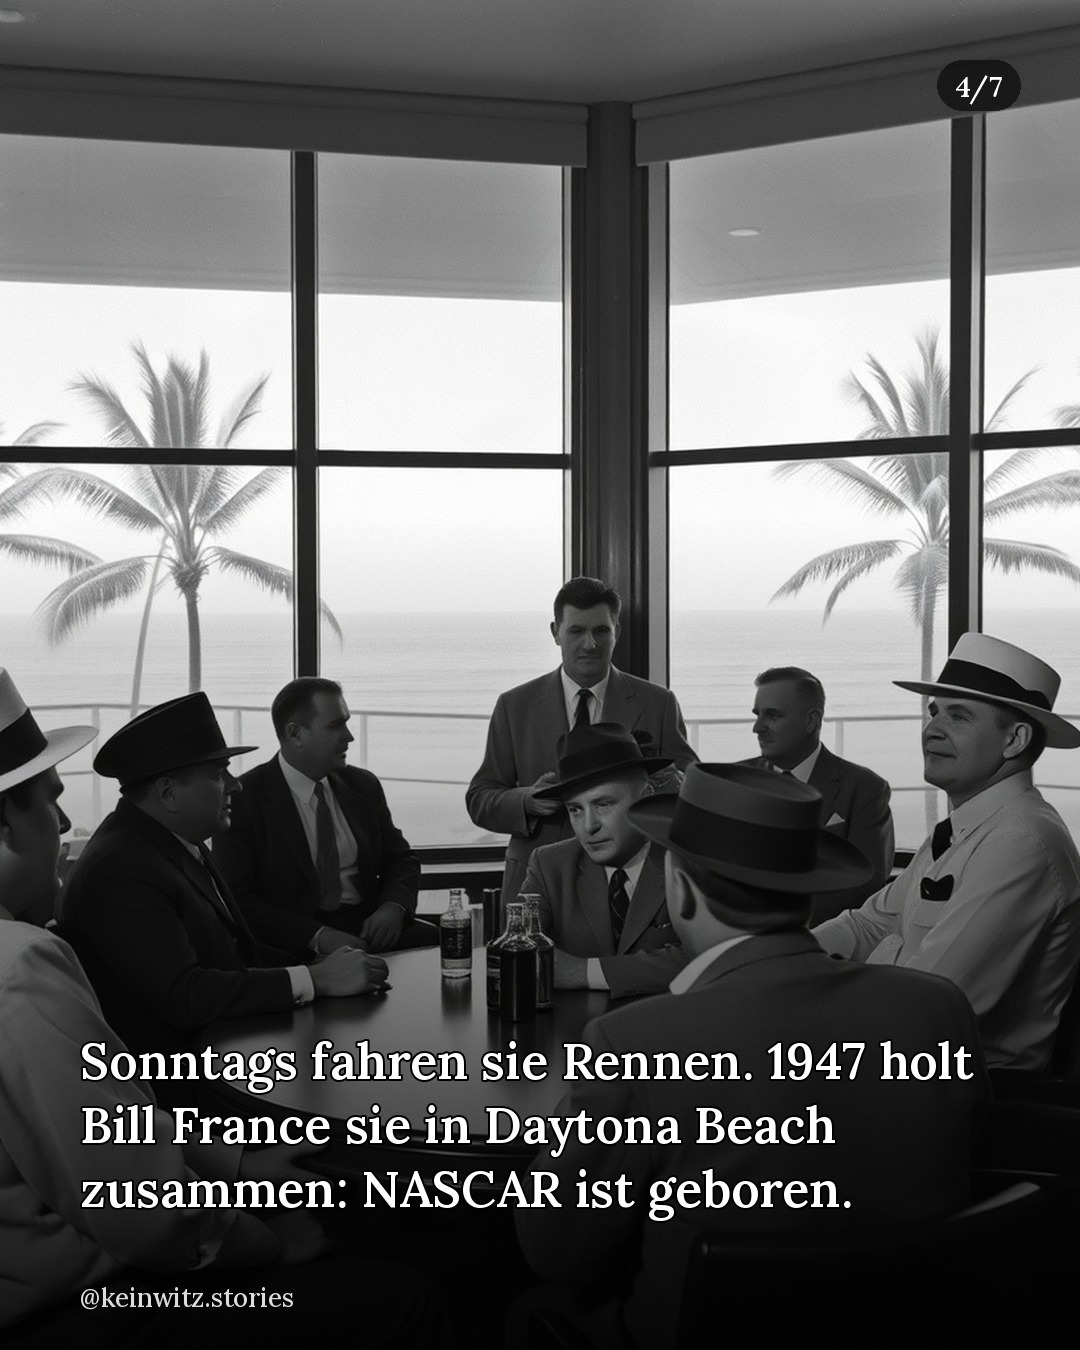 4/7
Sonntags fahren sie Rennen. 1947 holt
Bill France sie in Daytona Beach
zusammen: NASCAR ist geboren.
@keinwitz.stories